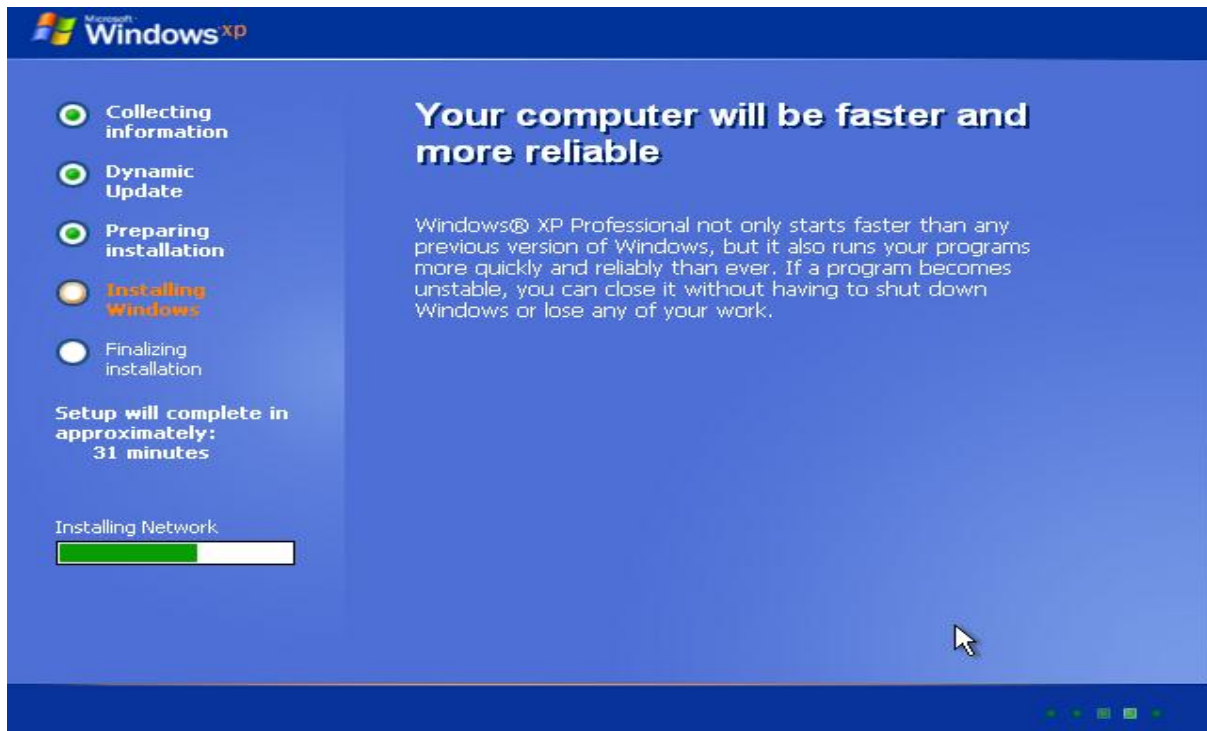 Microsoft
Windows xp
Collecting
information
Dynamic
Update
Preparing
installation
Installing
Windows
Finalizing
installation
Setup will complete in
approximately:
31 minutes
Installing Network
Your computer will be faster and
more reliable
Windows® XP Professional not only starts faster than any
previous version of Windows, but it also runs your programs
more quickly and reliably than ever. If a program becomes
unstable, you can close it without having to shut down
Windows or lose any of your work.